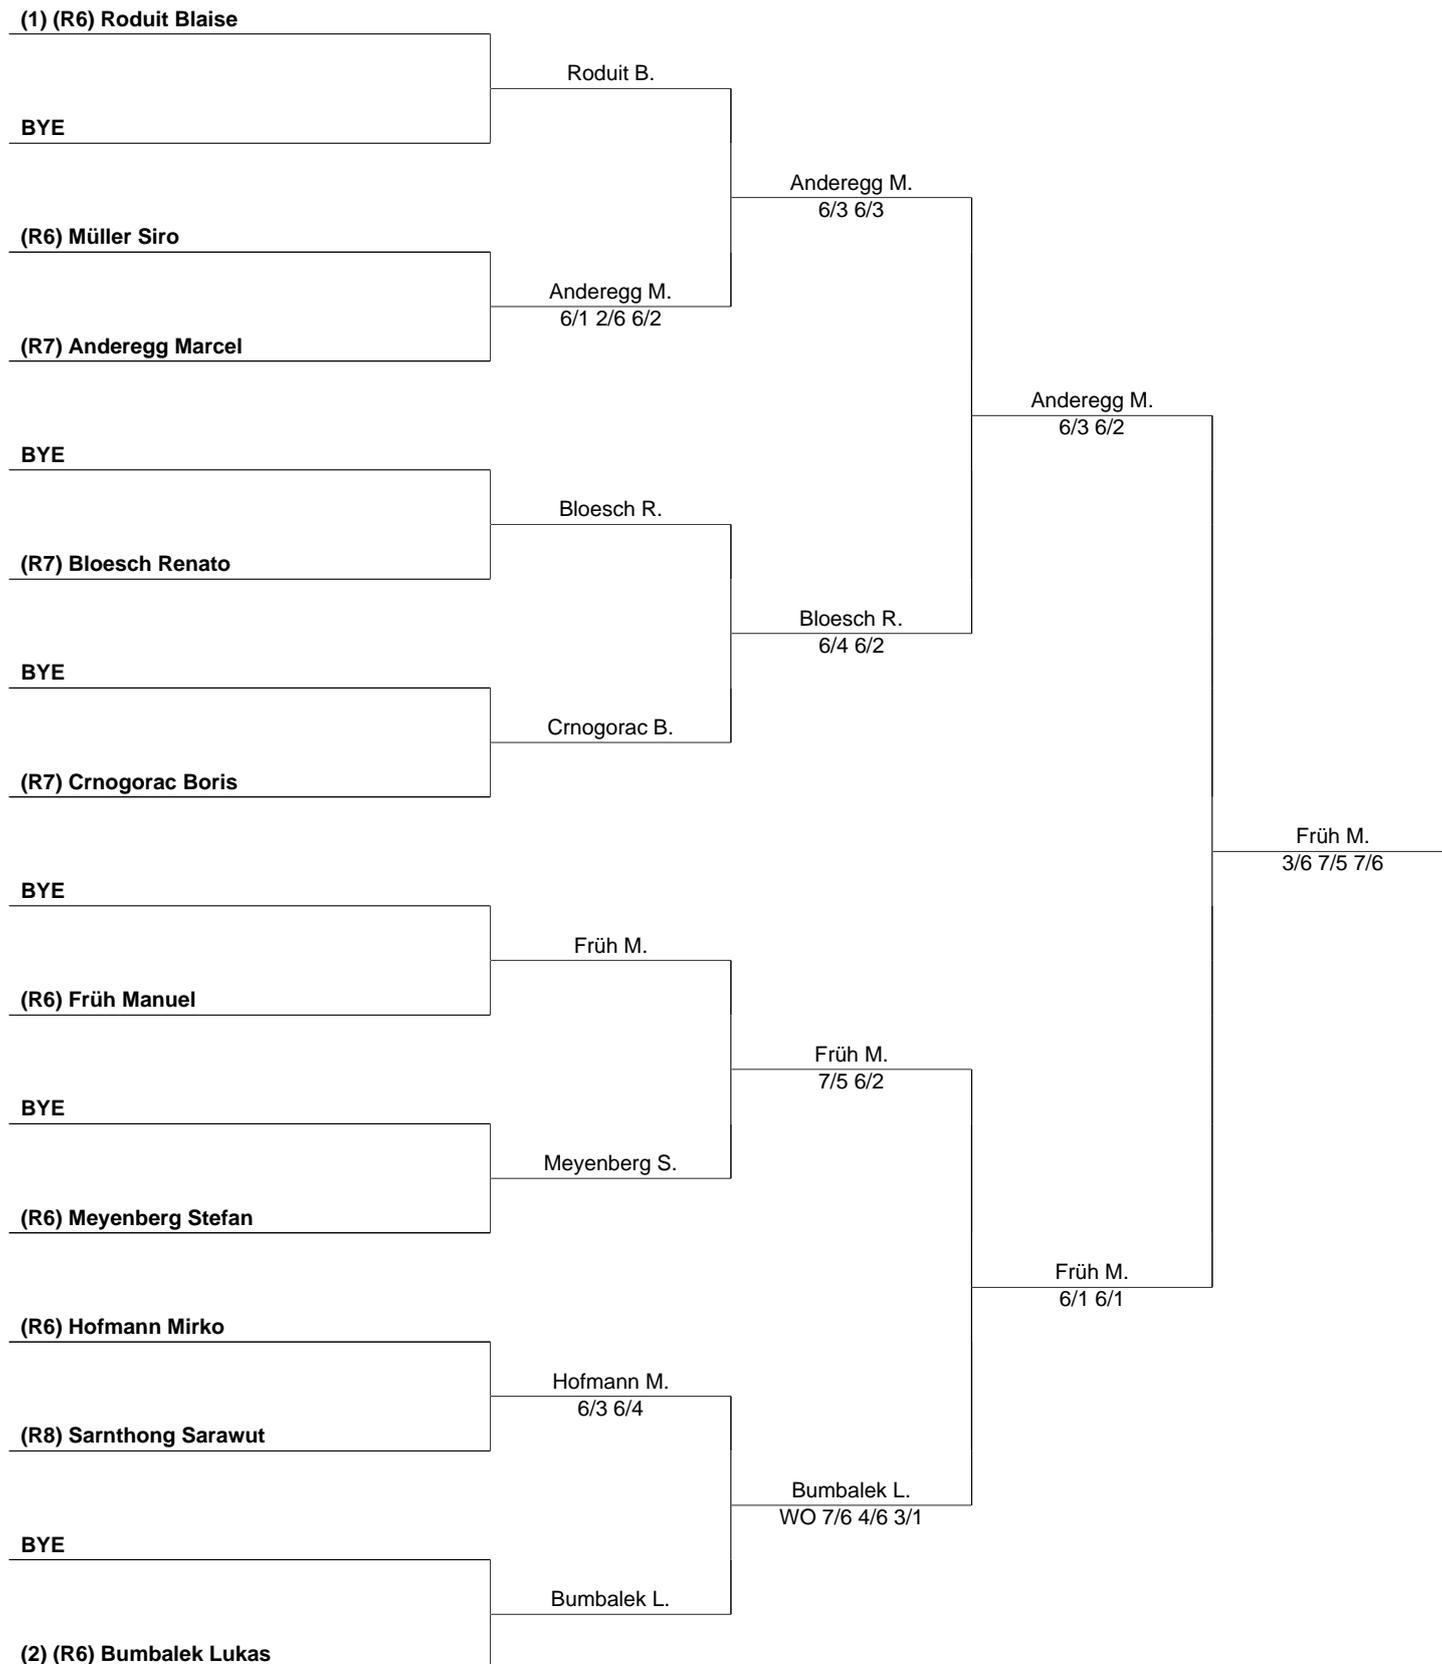 (1) (R6) Roduit Blaise
Roduit B.
BYE
Anderegg M.
6/3 6/3
(R6) Müller Siro
Anderegg M.
6/1 2/6 6/2
(R7) Anderegg Marcel
Anderegg M.
6/3 6/2
BYE
Bloesch R.
(R7) Bloesch Renato
Bloesch R.
6/4 6/2
BYE
Crnogorac B.
(R7) Crnogorac Boris
Früh M.
3/6 7/5 7/6
BYE
Früh M.
(R6) Früh Manuel
Früh M.
7/5 6/2
BYE
Meyenberg S.
(R6) Meyenberg Stefan
Früh M.
6/1 6/1
(R6) Hofmann Mirko
Hofmann M.
6/3 6/4
(R8) Sarnthong Sarawut
Bumbalek L.
WO 7/6 4/6 3/1
BYE
Bumbalek L.
(2) (R6) Bumbalek Lukas